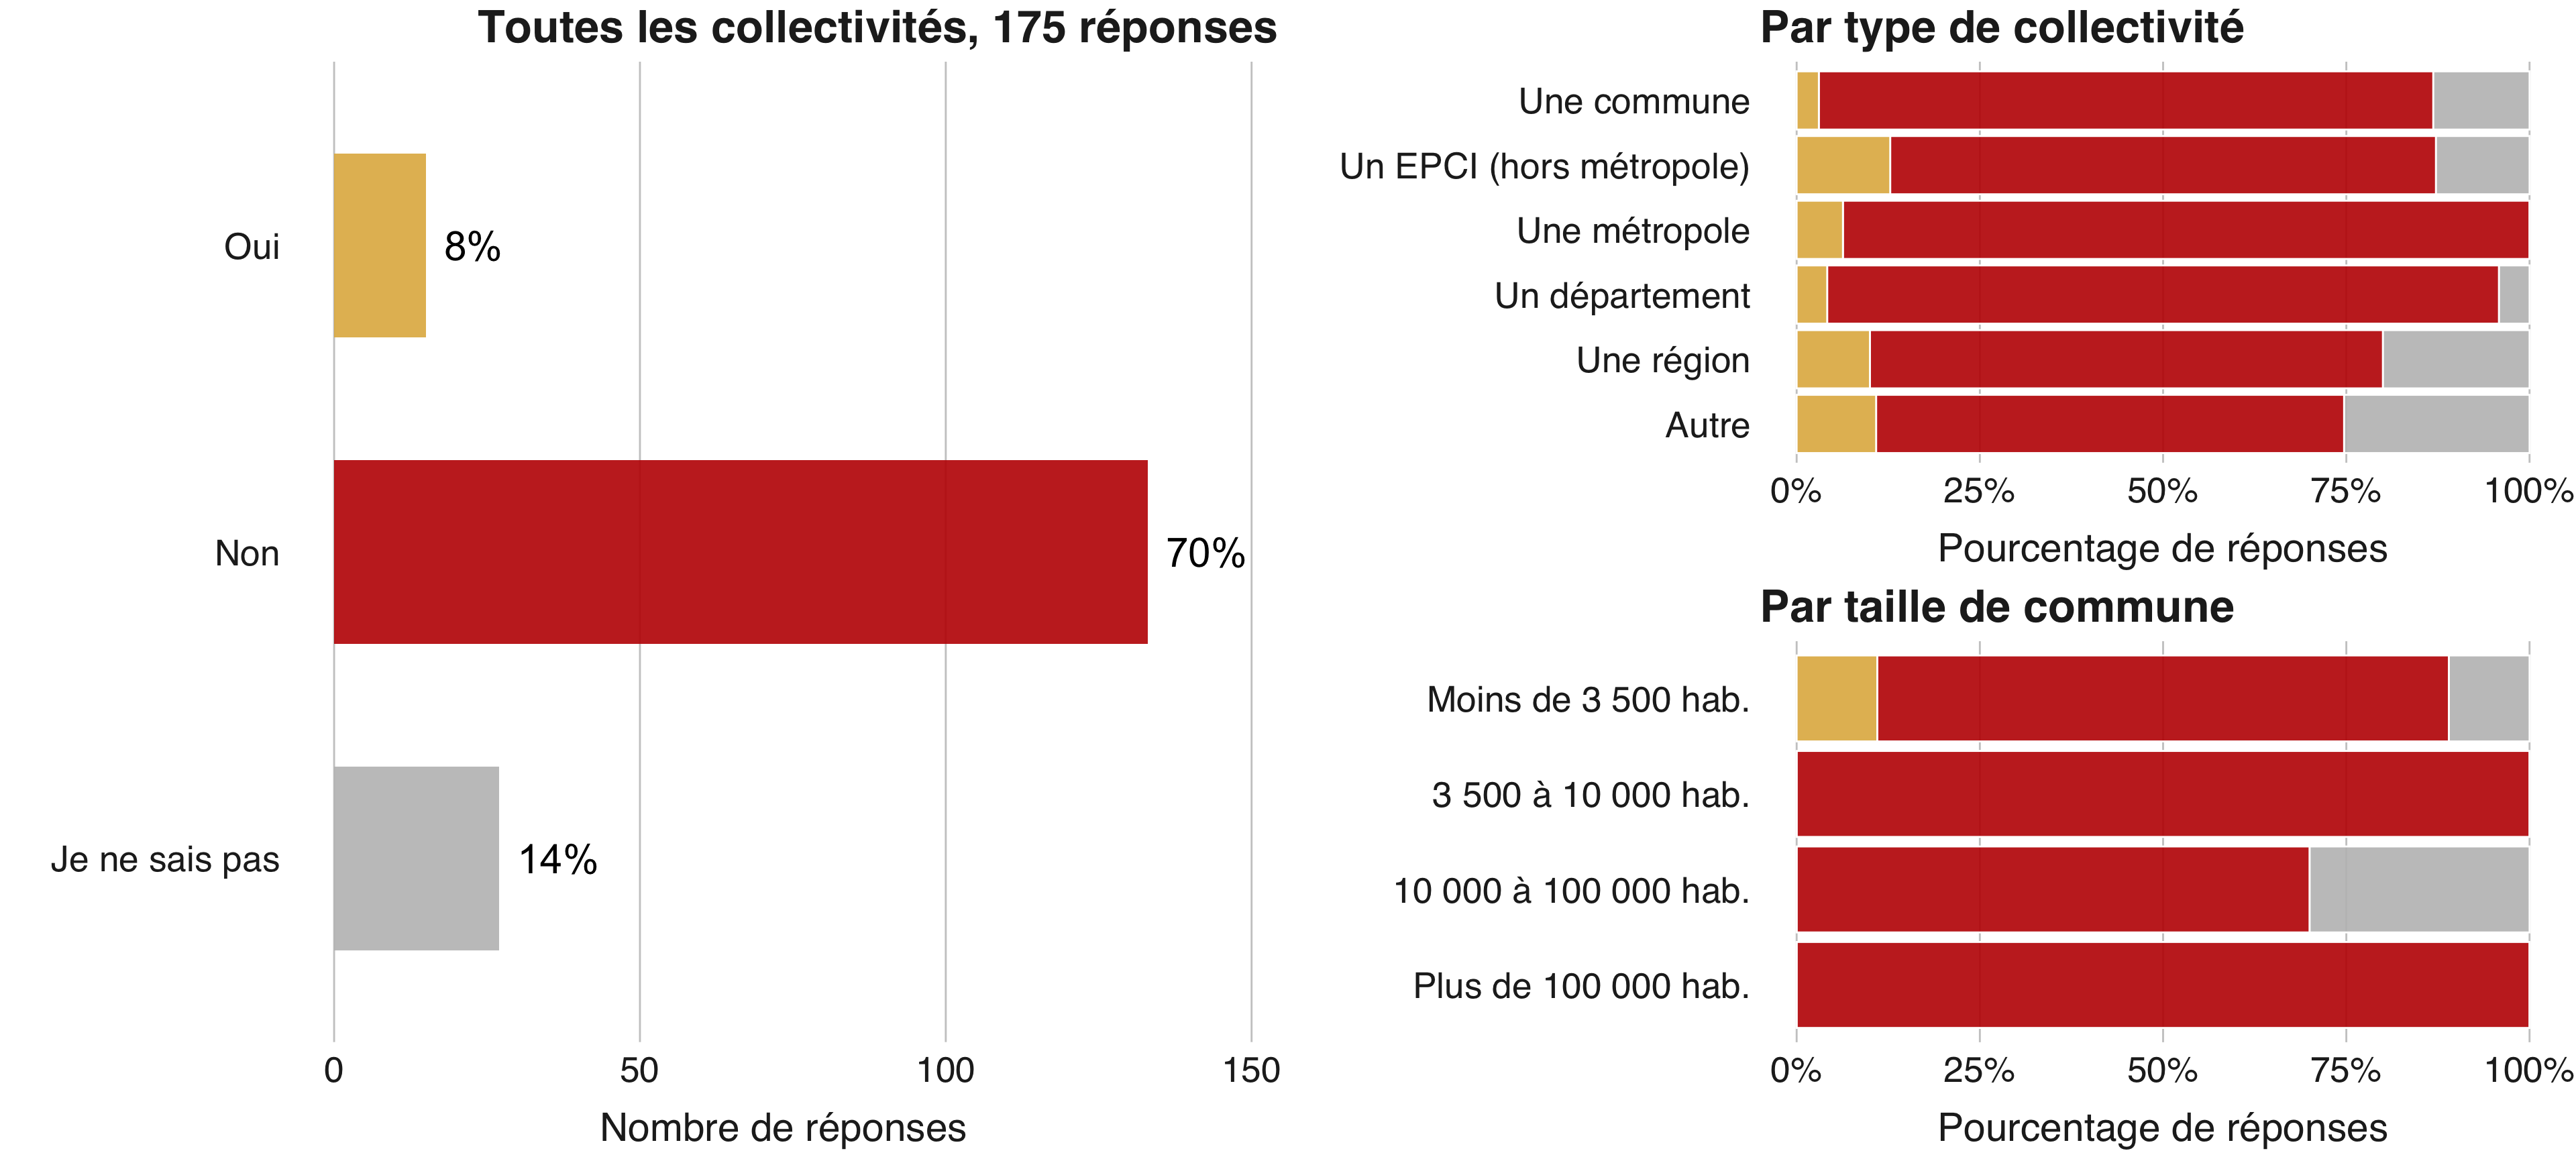 Toutes les collectivités, 175 réponses
Oui
8%
Non
70%
Je ne sais pas
14%
0 50 100 150
Nombre de réponses
Par type de collectivité
Une commune
Un EPCI (hors métropole)
Une métropole
Un département
Une région
Autre
0% 25% 50% 75% 100%
Pourcentage de réponses
Par taille de commune
Moins de 3 500 hab.
3 500 à 10 000 hab.
10 000 à 100 000 hab.
Plus de 100 000 hab.
0% 25% 50% 75% 100%
Pourcentage de réponses